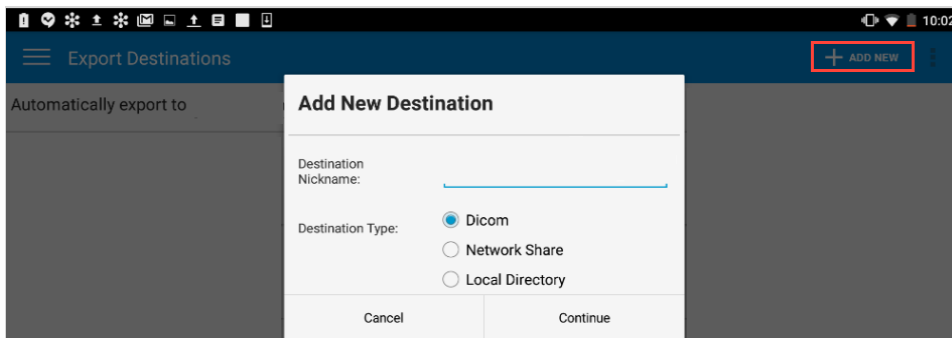 10:02
Export Destinations
ADD NEW
Automatically export to
Add New Destination
Destination
Nickname:
Destination Type:
Dicom
Network Share
Local Directory
Cancel
Continue